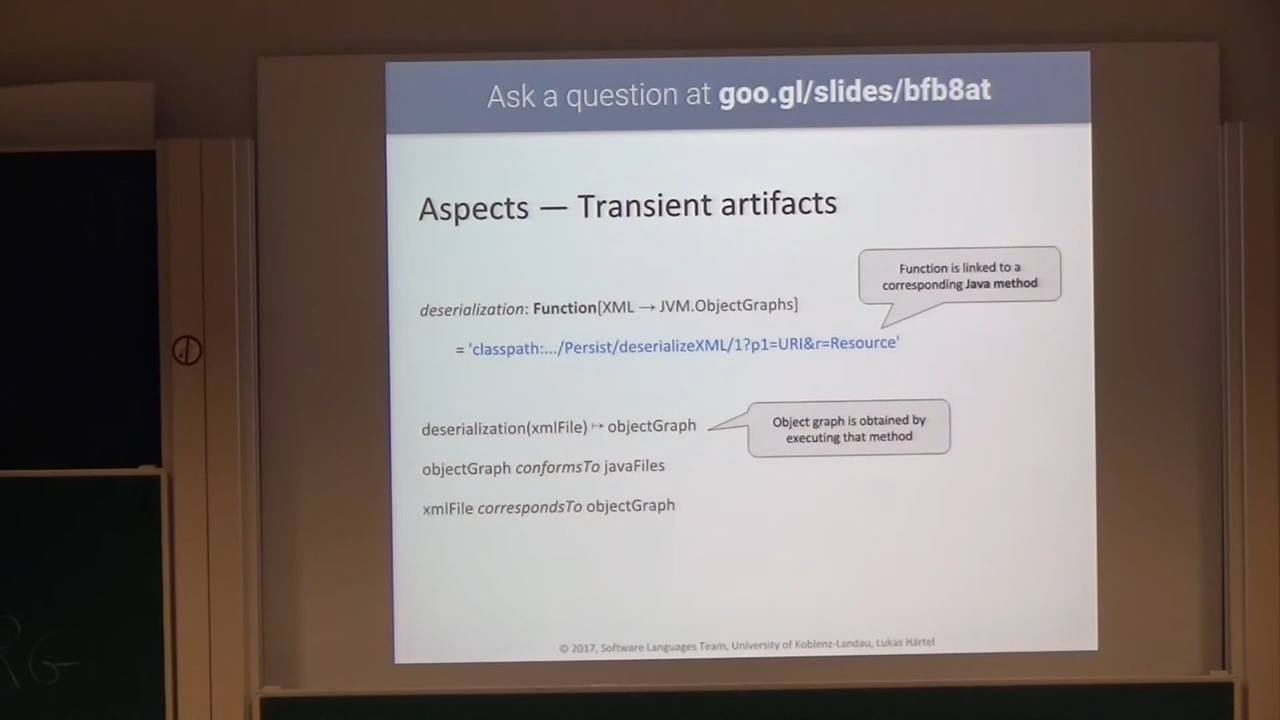 Ask a question at goo.gl/slides/bfb8at
Aspects — Transient artifacts
Function is linked to a
corresponding Java method
deserialization: Function[XML → JVM.ObjectGraphs]
= 'classpath:.../Persist/deserializeXML/1?p1=URI&r=Resource'
deserialization(xmlFile) ↦ objectGraph
Object graph is obtained by
executing that method
objectGraph conformsTo javaFiles
xmlFile correspondsTo objectGraph
© 2017, Software Languages Team, University of Koblenz-Landau, Lukas Härtel